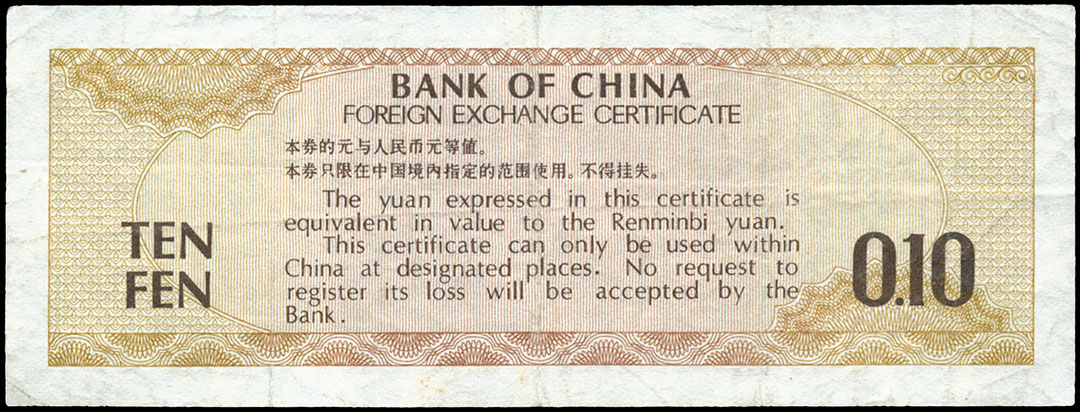 BANK OF CHINA
FOREIGN EXCHANGE CERTIFICATE
本券的元与人民币元等值。
本券只限在中国境内指定的范围使用。不得挂失。
The yuan expressed in this certificate is
equivalent in value to the Renminbi yuan.
This certificate can only be used within
China at designated places. No request to
register its loss will be accepted by the
Bank.
TEN
FEN
0.10